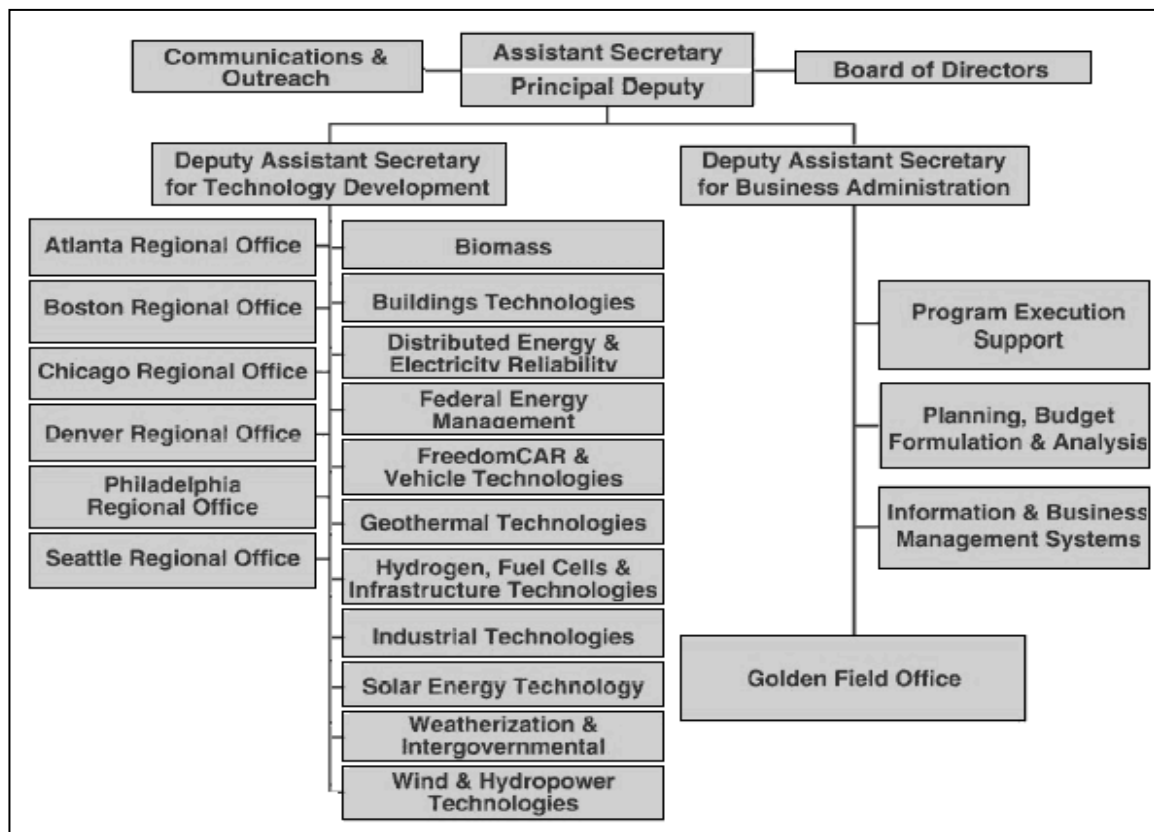 Communications &
Outreach
Assistant Secretary
Principal Deputy
Board of Directors
Deputy Assistant Secretary
for Technology Development
Deputy Assistant Secretary
for Business Administration
Atlanta Regional Office
Boston Regional Office
Chicago Regional Office
Denver Regional Office
Philadelphia
Regional Office
Seattle Regional Office
Biomass
Buildings Technologies
Distributed Energy &
Electricity Reliability
Federal Energy
Management
FreedomCAR &
Vehicle Technologies
Geothermal Technologies
Hydrogen, Fuel Cells &
Infrastructure Technologies
Industrial Technologies
Solar Energy Technology
Weatherization &
Intergovernmental
Wind & Hydropower
Technologies
Program Execution
Support
Planning, Budget
Formulation & Analysis
Information & Business
Management Systems
Golden Field Office